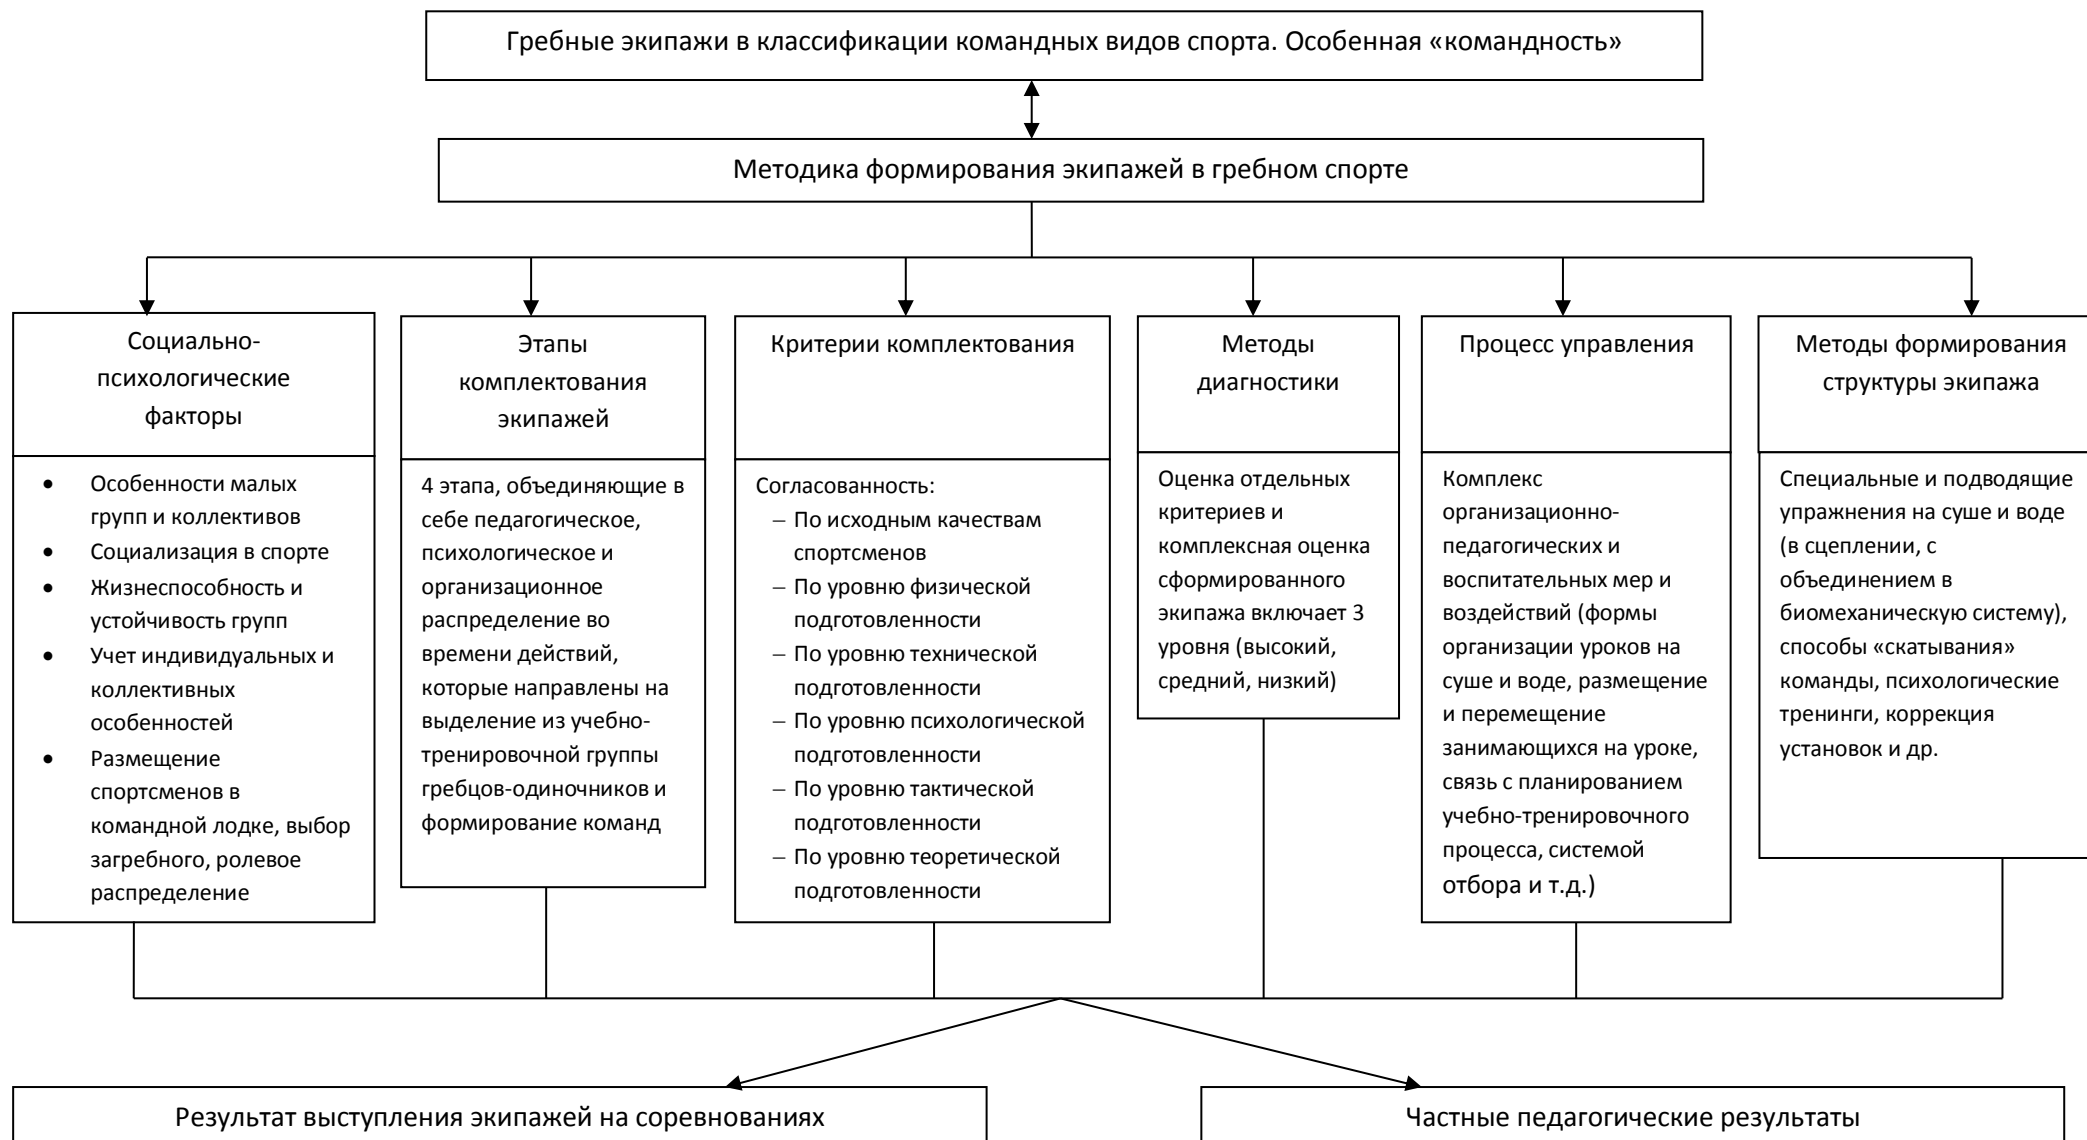 Гребные экипажи в классификации командных видов спорта. Особенная «командность»
Методика формирования экипажей в гребном спорте
Социально-
психологические
факторы
• Особенности малых
групп и коллективов
• Социализация в спорте
• Жизнеспособность и
устойчивость групп
• Учет индивидуальных и
коллективных
особенностей
• Размещение
спортсменов в
командной лодке, выбор
загребного, ролевое
распределение
Этапы
комплектования
экипажей
4 этапа, объединяющие в
себе педагогическое,
психологическое и
организационное
распределение во
времени действий,
которые направлены на
выделение из учебно-
тренировочной группы
гребцов-одиночников и
формирование команд
Критерии комплектования
Согласованность:
– По исходным качествам
спортсменов
– По уровню физической
подготовленности
– По уровню технической
подготовленности
– По уровню психологической
подготовленности
– По уровню тактической
подготовленности
– По уровню теоретической
подготовленности
Методы
диагностики
Оценка отдельных
критериев и
комплексная оценка
сформированного
экипажа включает 3
уровня (высокий,
средний, низкий)
Процесс управления
Комплекс
организационно-
педагогических и
воспитательных мер и
воздействий (формы
организации уроков на
суше и воде, размещение
и перемещение
занимающихся на уроке,
связь с планированием
учебно-тренировочного
процесса, системой
отбора и т.д.)
Методы формирования
структуры экипажа
Специальные и подводящие
упражнения на суше и воде
(в сцеплении, с
объединением в
биомеханическую систему),
способы «скатывания»
команды, психологические
тренинги, коррекция
установок и др.
Результат выступления экипажей на соревнованиях
Частные педагогические результаты